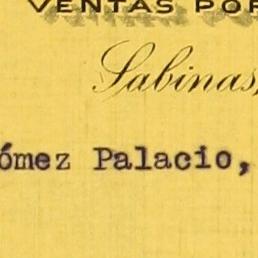 VENTAS POR
Sabinas,
ómez Palacio,